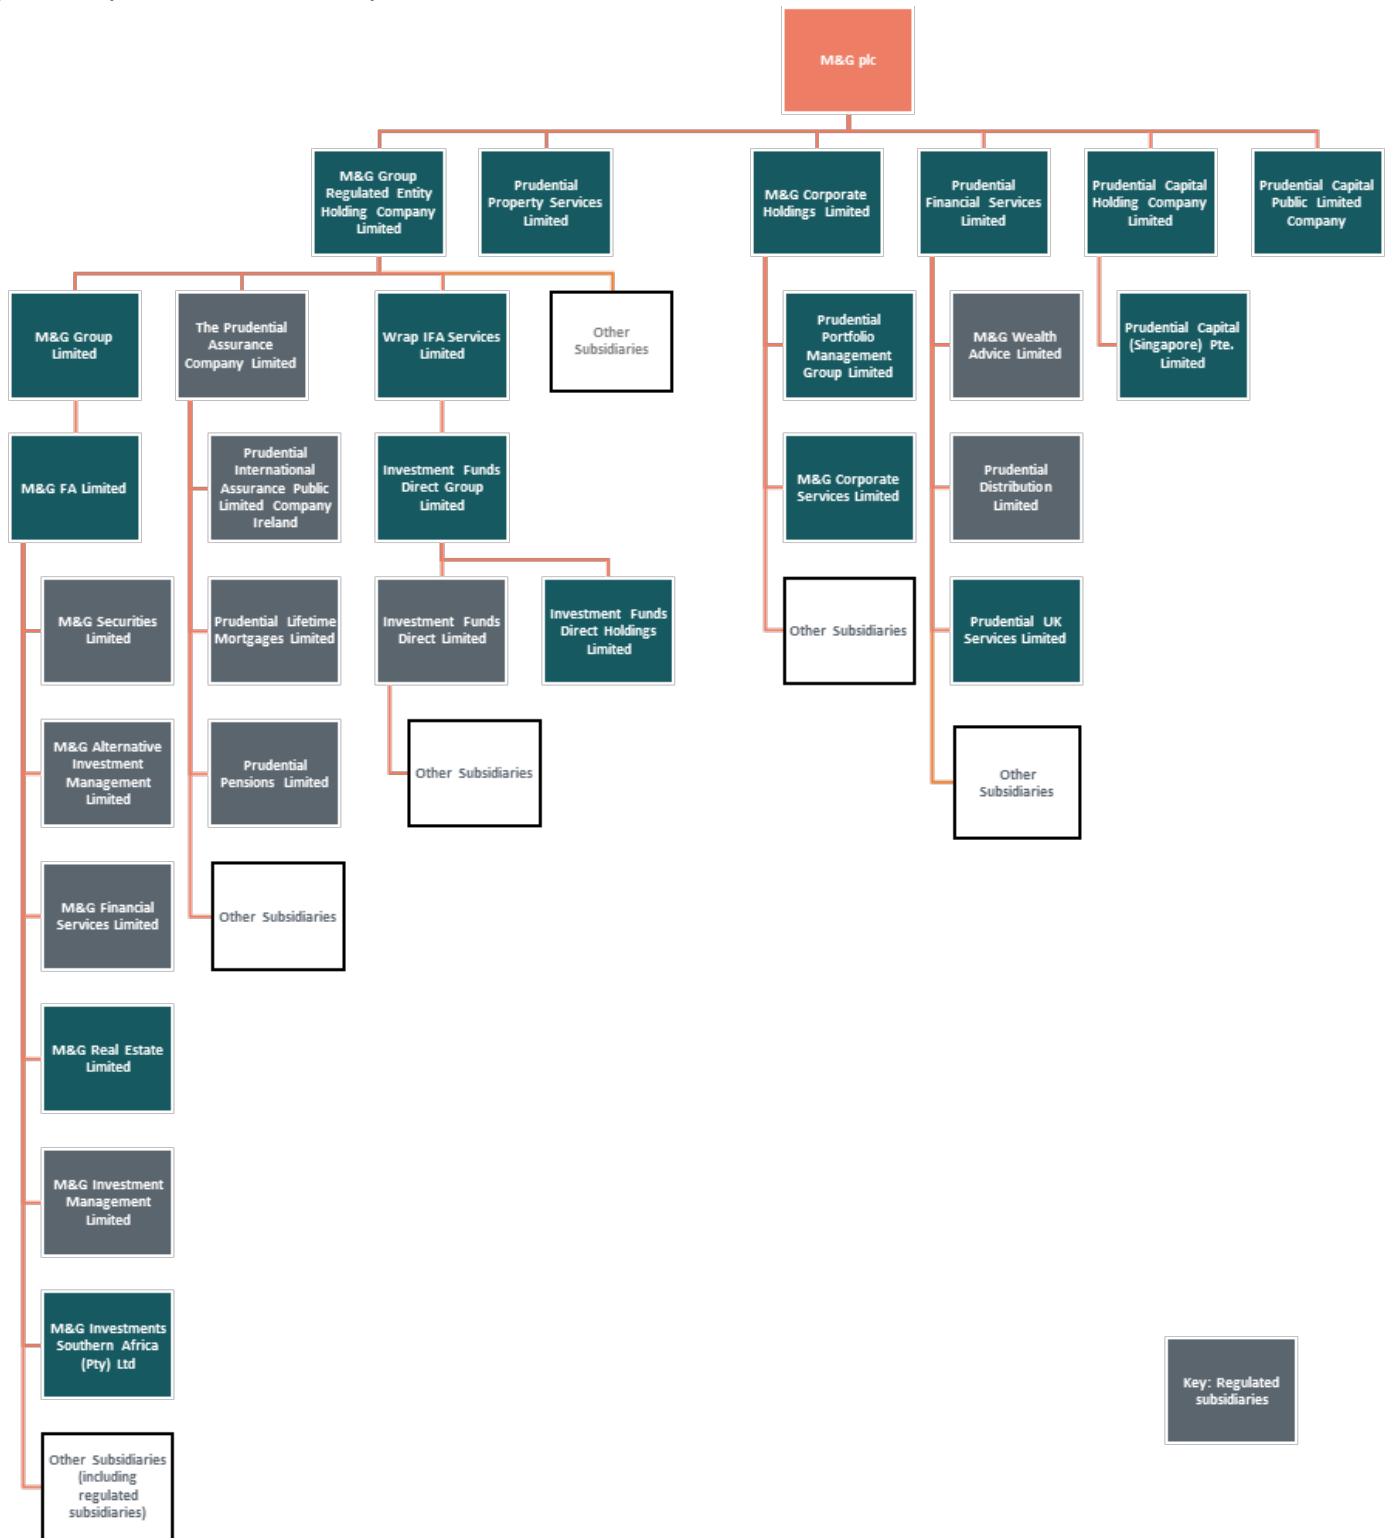 M&G plc
M&G Group
Regulated Entity
Holding Company
Limited
Prudential
Property Services
Limited
M&G Corporate
Holdings Limited
Prudential
Financial Services
Limited
Prudential Capital
Holding Company
Limited
Prudential Capital
Public Limited
Company
M&G Group
Limited
The Prudential
Assurance
Company Limited
Wrap IFA Services
Limited
Other
Subsidiaries
Prudential
Portfolio
Management
Group Limited
M&G Wealth
Advice Limited
Prudential Capital
(Singapore) Pte.
Limited
M&G FA Limited
Prudential
International
Assurance Public
Limited Company
Ireland
Investment Funds
Direct Group
Limited
M&G Corporate
Services Limited
Prudential
Distribution
Limited
M&G Securities
Limited
Prudential Lifetime
Mortgages Limited
Investment Funds
Direct Limited
Investment Funds
Direct Holdings
Limited
Other Subsidiaries
Prudential UK
Services Limited
M&G Alternative
Investment
Management
Limited
Prudential
Pensions Limited
Other Subsidiaries
Other
Subsidiaries
M&G Financial
Services Limited
Other Subsidiaries
M&G Real Estate
Limited
M&G Investment
Management
Limited
M&G Investments
Southern Africa
(Pty) Ltd
Key: Regulated
subsidiaries
Other Subsidiaries
(including
regulated
subsidiaries)